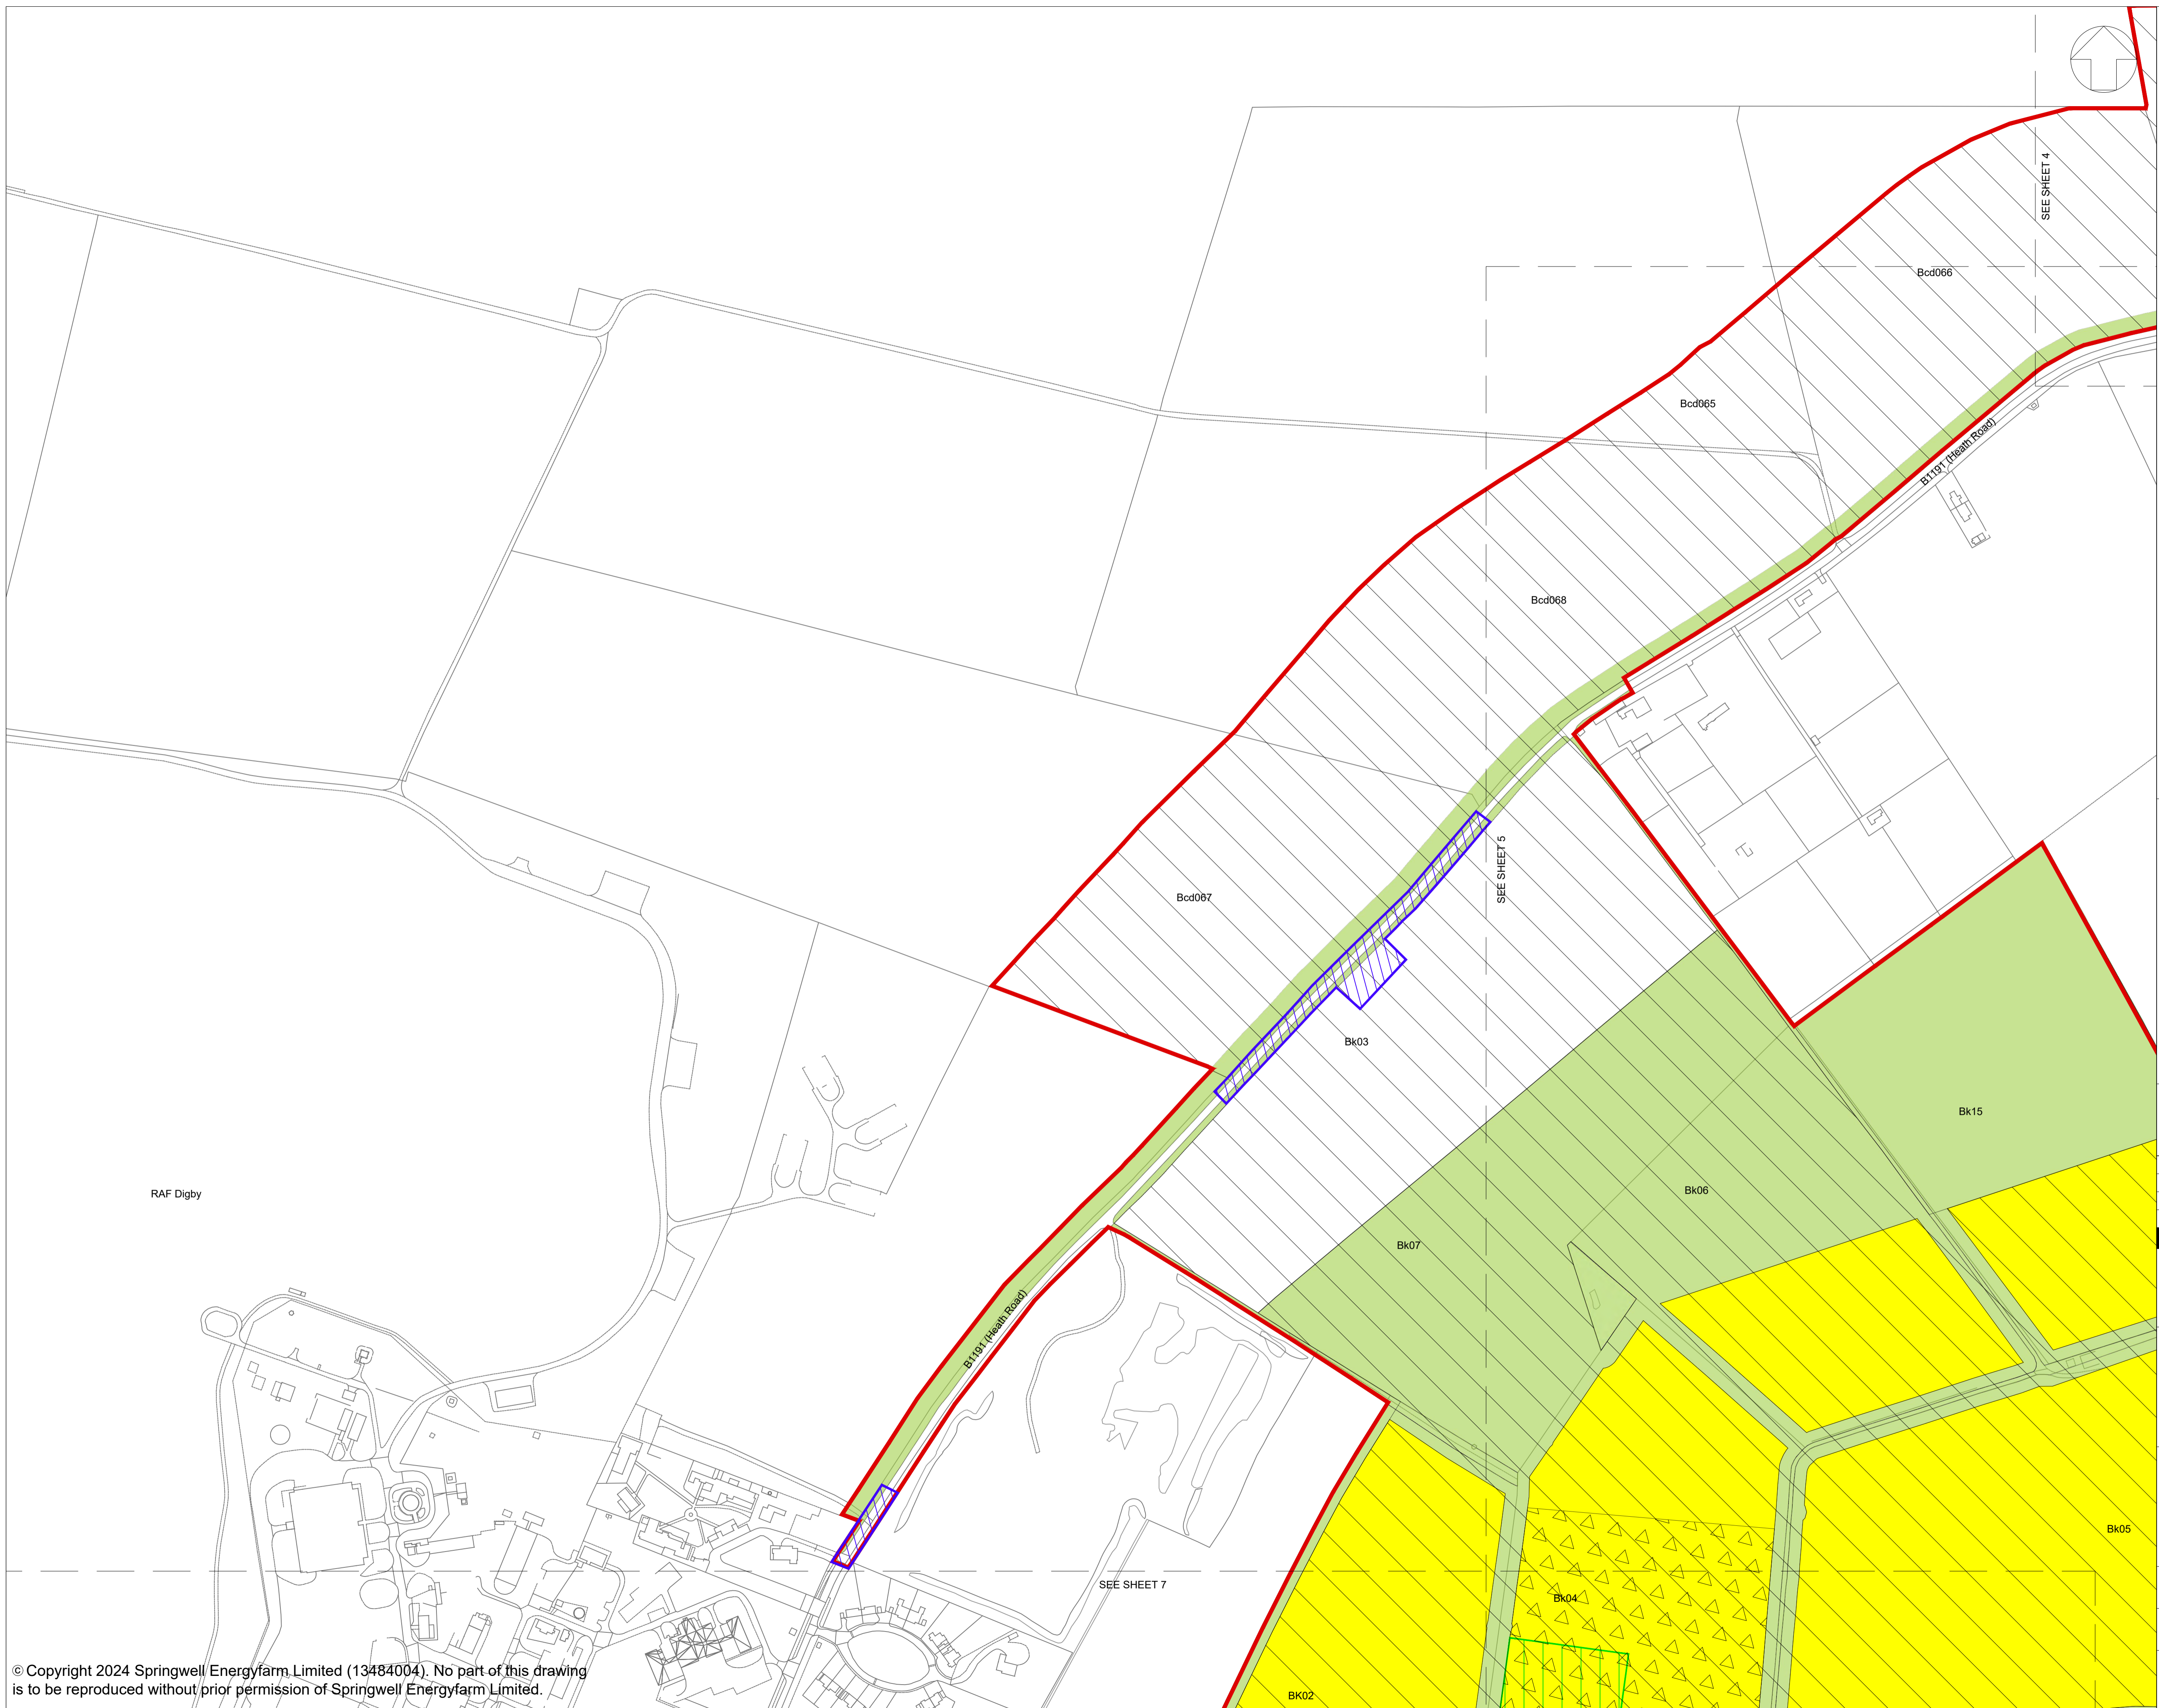 SEE SHEET 4
Bcd066
Bcd065
B1191 (Heath Road)
Bcd068
SEE SHEET 5
Bcd067
Bk03
Bk15
RAF Digby
Bk06
Bk07
B1191 (Heath Road)
Bk05
SEE SHEET 7
Bk04
© Copyright 2024 Springwell Energyfarm Limited (13484004). No part of this drawing
is to be reproduced without prior permission of Springwell Energyfarm Limited.
BK02